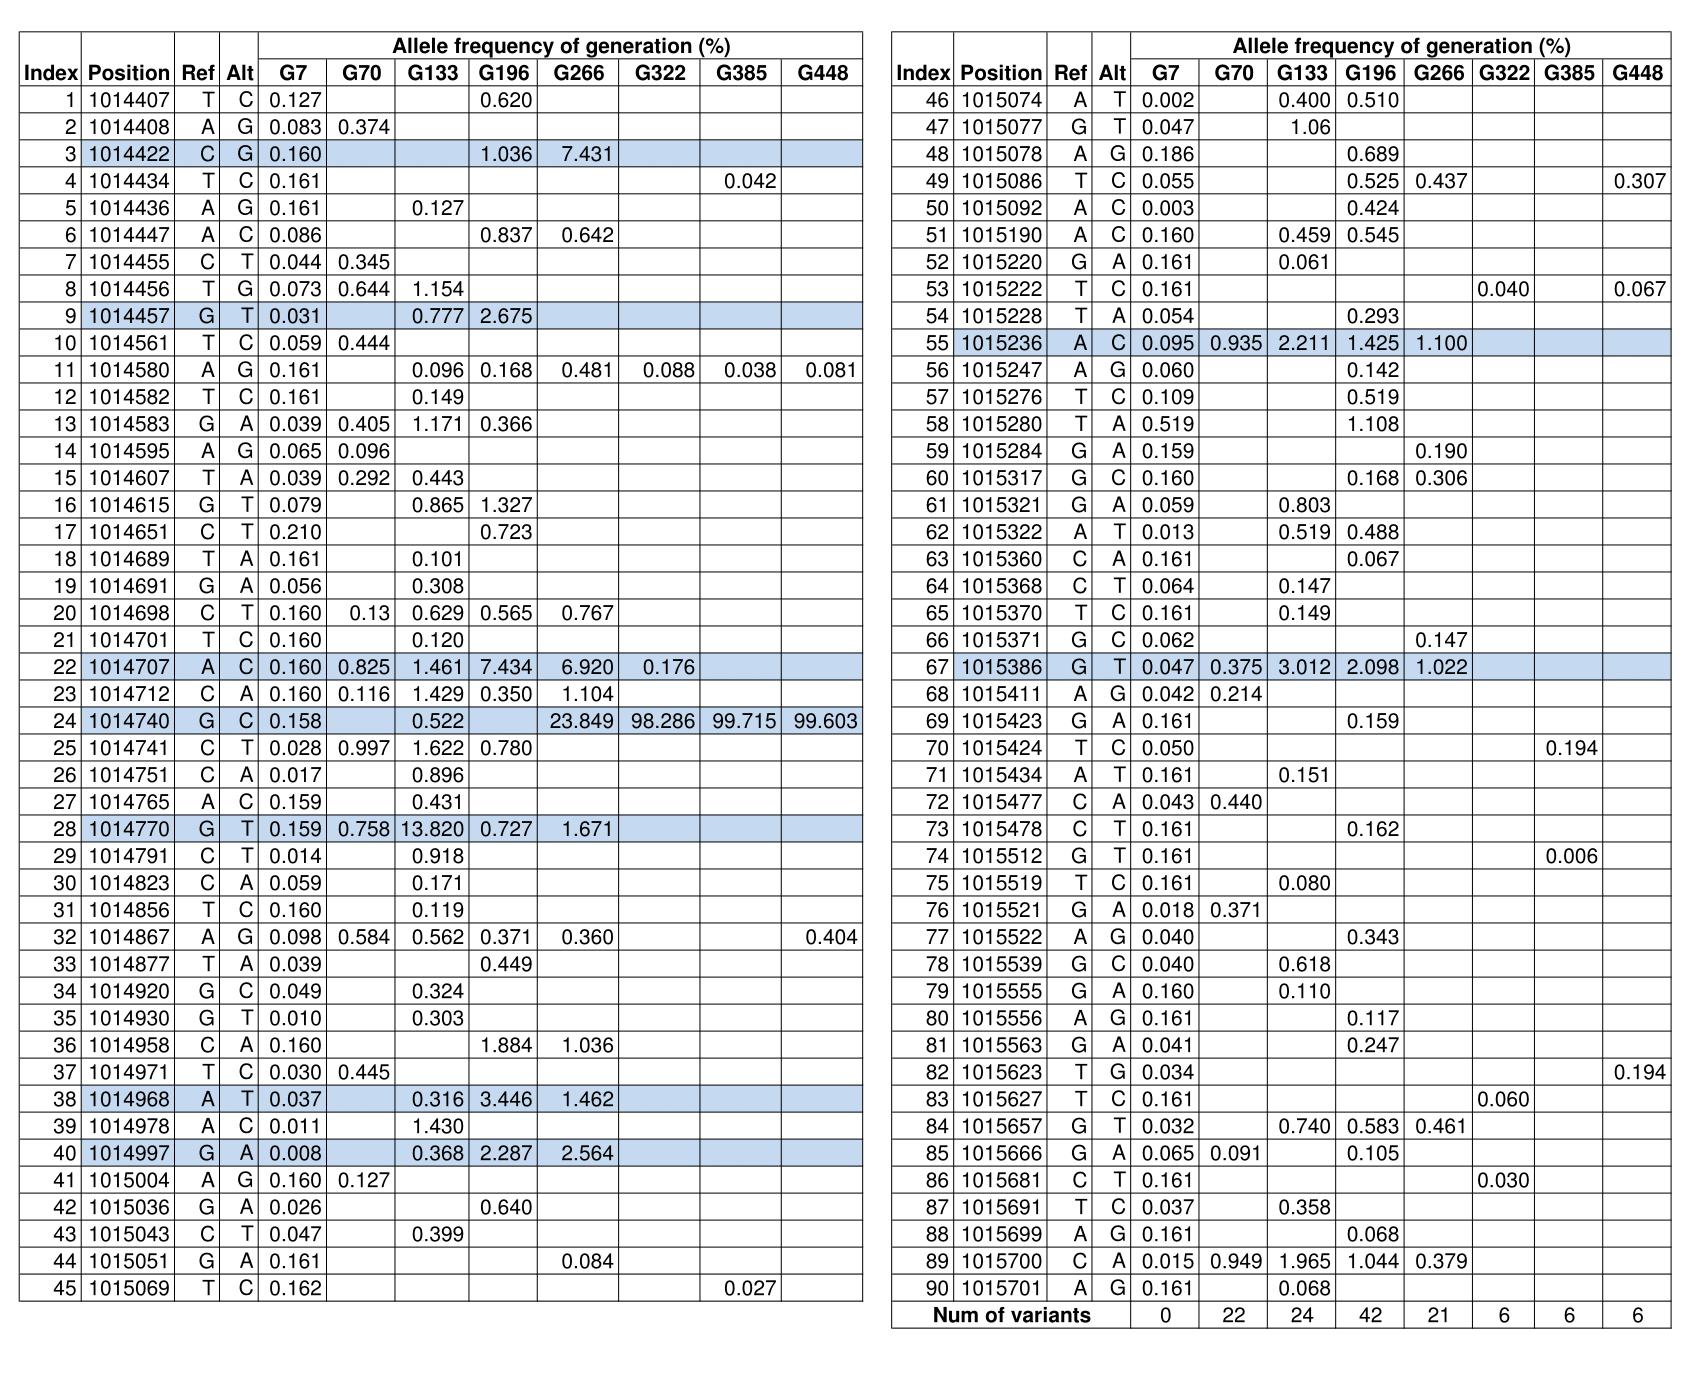 Allele frequency of generation (%)
Index Position Ref Alt G7 G70 G133 G196 G266 G322 G385 G448
1 1014407 T C 0.127 0.620
2 1014408 A G 0.083 0.374
3 1014422 C G 0.160 1.036 7.431
4 1014434 T C 0.161 0.042
5 1014436 A G 0.161 0.127
6 1014447 A C 0.086 0.837 0.642
7 1014455 C T 0.044 0.345
8 1014456 T G 0.073 0.644 1.154
9 1014457 G T 0.031 0.777 2.675
10 1014561 T C 0.059 0.444
11 1014580 A G 0.161 0.096 0.168 0.481 0.088 0.038 0.081
12 1014582 T C 0.161 0.149
13 1014583 G A 0.039 0.405 1.171 0.366
14 1014595 A G 0.065 0.096
15 1014607 T A 0.039 0.292 0.443
16 1014615 G T 0.079 0.865 1.327
17 1014651 C T 0.210 0.723
18 1014689 T A 0.161 0.101
19 1014691 G A 0.056 0.308
20 1014698 C T 0.160 0.13 0.629 0.565 0.767
21 1014701 T C 0.160 0.120
22 1014707 A C 0.160 0.825 1.461 7.434 6.920 0.176
23 1014712 C A 0.160 0.116 1.429 0.350 1.104
24 1014740 G C 0.158 0.522 23.849 98.286 99.715 99.603
25 1014741 C T 0.028 0.997 1.622 0.780
26 1014751 C A 0.017 0.896
27 1014765 A C 0.159 0.431
28 1014770 G T 0.159 0.758 13.820 0.727 1.671
29 1014791 C T 0.014 0.918
30 1014823 C A 0.059 0.171
31 1014856 T C 0.160 0.119
32 1014867 A G 0.098 0.584 0.562 0.371 0.360 0.404
33 1014877 T A 0.039 0.449
34 1014920 G C 0.049 0.324
35 1014930 G T 0.010 0.303
36 1014958 C A 0.160 1.884 1.036
37 1014971 T C 0.030 0.445
38 1014968 A T 0.037 0.316 3.446 1.462
39 1014978 A C 0.011 1.430
40 1014997 G A 0.008 0.368 2.287 2.564
41 1015004 A G 0.160 0.127
42 1015036 G A 0.026 0.640
43 1015043 C T 0.047 0.399
44 1015051 G A 0.161 0.084
45 1015069 T C 0.162 0.027
Allele frequency of generation (%)
Index Position Ref Alt G7 G70 G133 G196 G266 G322 G385 G448
46 1015074 A T 0.002 0.400 0.510
47 1015077 G T 0.047 1.06
48 1015078 A G 0.186 0.689
49 1015086 T C 0.055 0.525 0.437 0.307
50 1015092 A C 0.003 0.424
51 1015190 A C 0.160 0.459 0.545
52 1015220 G A 0.161 0.061
53 1015222 T C 0.161 0.040 0.067
54 1015228 T A 0.054 0.293
55 1015236 A C 0.095 0.935 2.211 1.425 1.100
56 1015247 A G 0.060 0.142
57 1015276 T C 0.109 0.519
58 1015280 T A 0.519 1.108
59 1015284 G A 0.159 0.190
60 1015317 G C 0.160 0.168 0.306
61 1015321 G A 0.059 0.803
62 1015322 A T 0.013 0.519 0.488
63 1015360 C A 0.161 0.067
64 1015368 C T 0.064 0.147
65 1015370 T C 0.161 0.149
66 1015371 G C 0.062 0.147
67 1015386 G T 0.047 0.375 3.012 2.098 1.022
68 1015411 A G 0.042 0.214
69 1015423 G A 0.161 0.159
70 1015424 T C 0.050 0.194
71 1015434 A T 0.161 0.151
72 1015477 C A 0.043 0.440
73 1015478 C T 0.161 0.162
74 1015512 G T 0.161 0.006
75 1015519 T C 0.161 0.080
76 1015521 G A 0.018 0.371
77 1015522 A G 0.040 0.343
78 1015539 G C 0.040 0.618
79 1015555 G A 0.160 0.110
80 1015556 A G 0.161 0.117
81 1015563 G A 0.041 0.247
82 1015623 T G 0.034 0.194
83 1015627 T C 0.161 0.060
84 1015657 G T 0.032 0.740 0.583 0.461
85 1015666 G A 0.065 0.091 0.105
86 1015681 C T 0.161 0.030
87 1015691 T C 0.037 0.358
88 1015699 A G 0.161 0.068
89 1015700 C A 0.015 0.949 1.965 1.044 0.379
90 1015701 A G 0.161 0.068
Num of variants 0 22 24 42 21 6 6 6